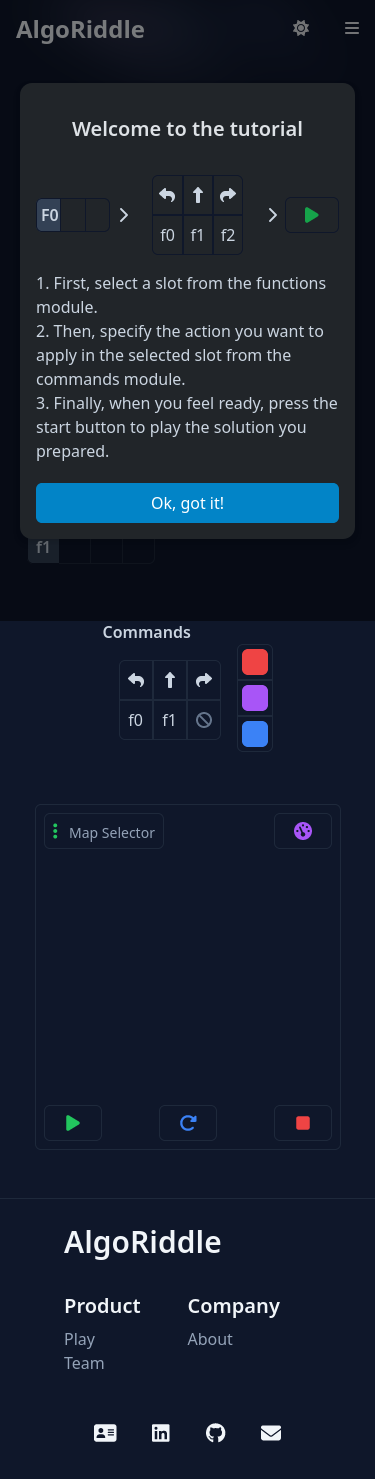 AlgoRiddle
Welcome to the tutorial
F0
f0 f1 f2
1. First, select a slot from the functions
module.
2. Then, specify the action you want to
apply in the selected slot from the
commands module.
3. Finally, when you feel ready, press the
start button to play the solution you
prepared.
Ok, got it!
f1
Commands
f0 f1
Map Selector
AlgoRiddle
Product Company
Play About
Team